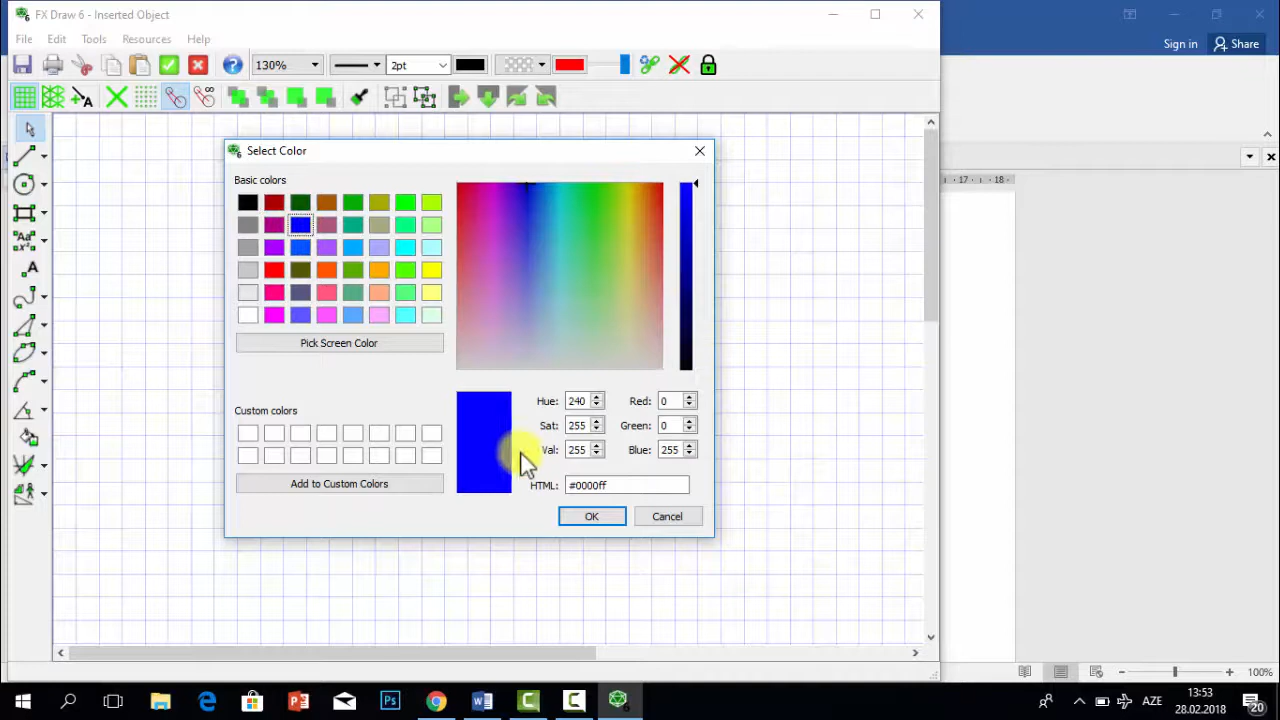 FX Draw 6 - Inserted Object
File Edit Tools Resources Help
Sign in Share
130% 2pt
17 18
Select Color
Basic colors
Pick Screen Color
Custom colors
Add to Custom Colors
Hue: 240 Red: 0
Sat: 255 Green: 0
Val: 255 Blue: 255
HTML: #0000ff
OK Cancel
100%
AZE
13:53
28.02.2018
20